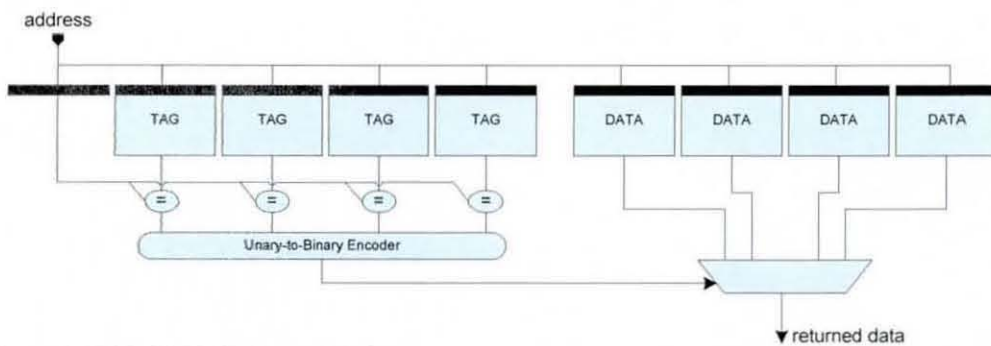 address
TAG TAG TAG TAG DATA DATA DATA DATA
= = = =
Unary-to-Binary Encoder
returned data